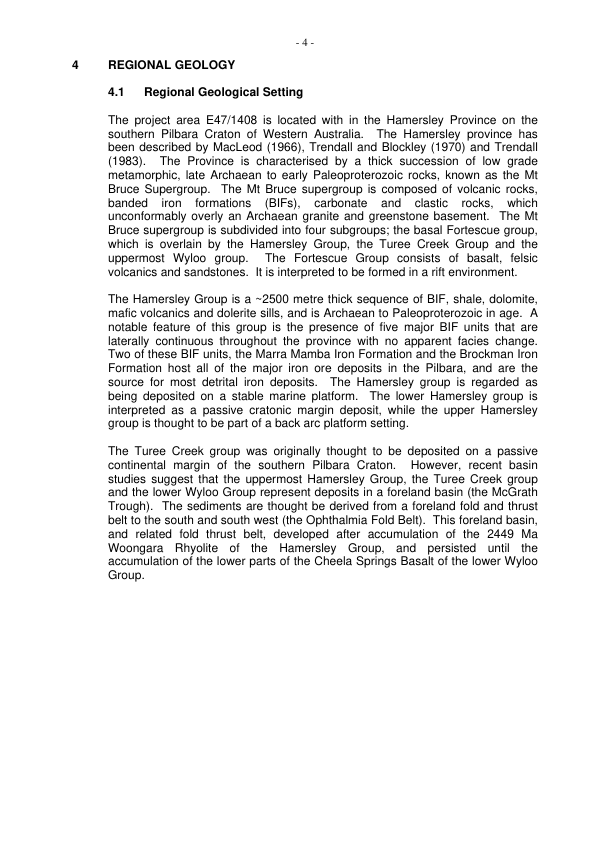 - 4 -
4 REGIONAL GEOLOGY
4.1 Regional Geological Setting
The project area E47/1408 is located with in the Hamersley Province on the
southern Pilbara Craton of Western Australia. The Hamersley province has
been described by MacLeod (1966), Trendall and Blockley (1970) and Trendall
(1983). The Province is characterised by a thick succession of low grade
metamorphic, late Archaean to early Paleoproterozoic rocks, known as the Mt
Bruce Supergroup. The Mt Bruce supergroup is composed of volcanic rocks,
banded iron formations (BIFs), carbonate and clastic rocks, which
unconformably overly an Archaean granite and greenstone basement. The Mt
Bruce supergroup is subdivided into four subgroups; the basal Fortescue group,
which is overlain by the Hamersley Group, the Turee Creek Group and the
uppermost Wyloo group. The Fortescue Group consists of basalt, felsic
volcanics and sandstones. It is interpreted to be formed in a rift environment.
The Hamersley Group is a ~2500 metre thick sequence of BIF, shale, dolomite,
mafic volcanics and dolerite sills, and is Archaean to Paleoproterozoic in age. A
notable feature of this group is the presence of five major BIF units that are
laterally continuous throughout the province with no apparent facies change.
Two of these BIF units, the Marra Mamba Iron Formation and the Brockman Iron
Formation host all of the major iron ore deposits in the Pilbara, and are the
source for most detrital iron deposits. The Hamersley group is regarded as
being deposited on a stable marine platform. The lower Hamersley group is
interpreted as a passive cratonic margin deposit, while the upper Hamersley
group is thought to be part of a back arc platform setting.
The Turee Creek group was originally thought to be deposited on a passive
continental margin of the southern Pilbara Craton. However, recent basin
studies suggest that the uppermost Hamersley Group, the Turee Creek group
and the lower Wyloo Group represent deposits in a foreland basin (the McGrath
Trough). The sediments are thought be derived from a foreland fold and thrust
belt to the south and south west (the Ophthalmia Fold Belt). This foreland basin,
and related fold thrust belt, developed after accumulation of the 2449 Ma
Woongara Rhyolite of the Hamersley Group, and persisted until the
accumulation of the lower parts of the Cheela Springs Basalt of the lower Wyloo
Group.